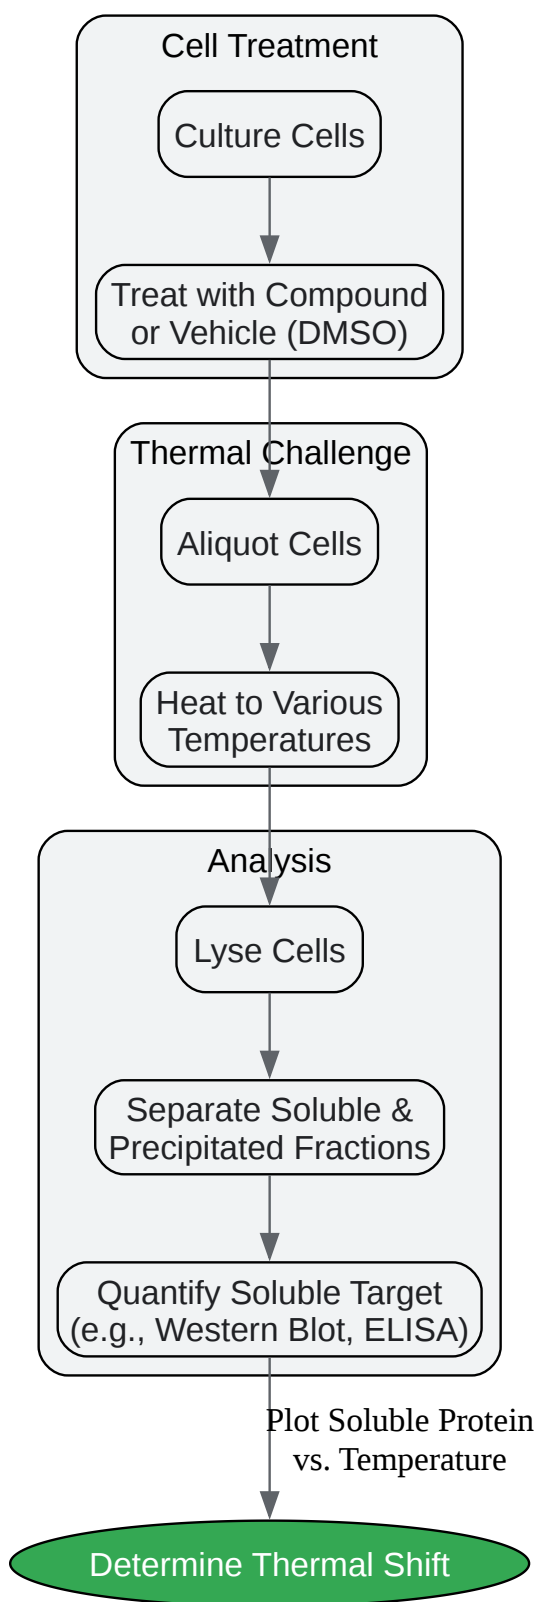 Cell Treatment
Culture Cells
Treat with Compound
or Vehicle (DMSO)
Thermal Challenge
Aliquot Cells
Heat to Various
Temperatures
Analysis
Lyse Cells
Separate Soluble &
Precipitated Fractions
Quantify Soluble Target
(e.g., Western Blot, ELISA)
Plot Soluble Protein
vs. Temperature
Determine Thermal Shift